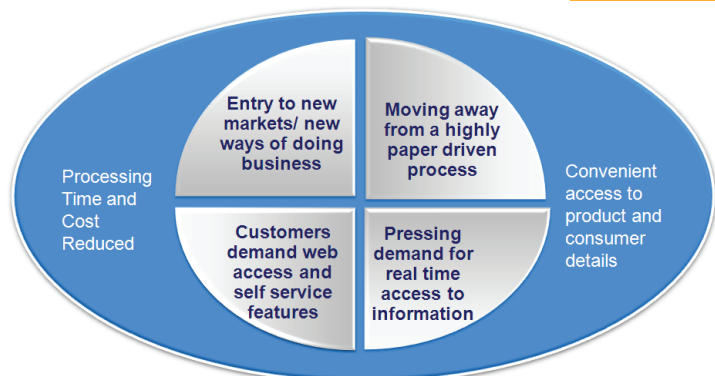 Entry to new
markets/ new
ways of doing
business
Moving away
from a highly
paper driven
process
Processing
Time and
Cost
Reduced
Convenient
access to
product and
consumer
details
Customers
demand web
access and
self service
features
Pressing
demand for
real time
access to
information